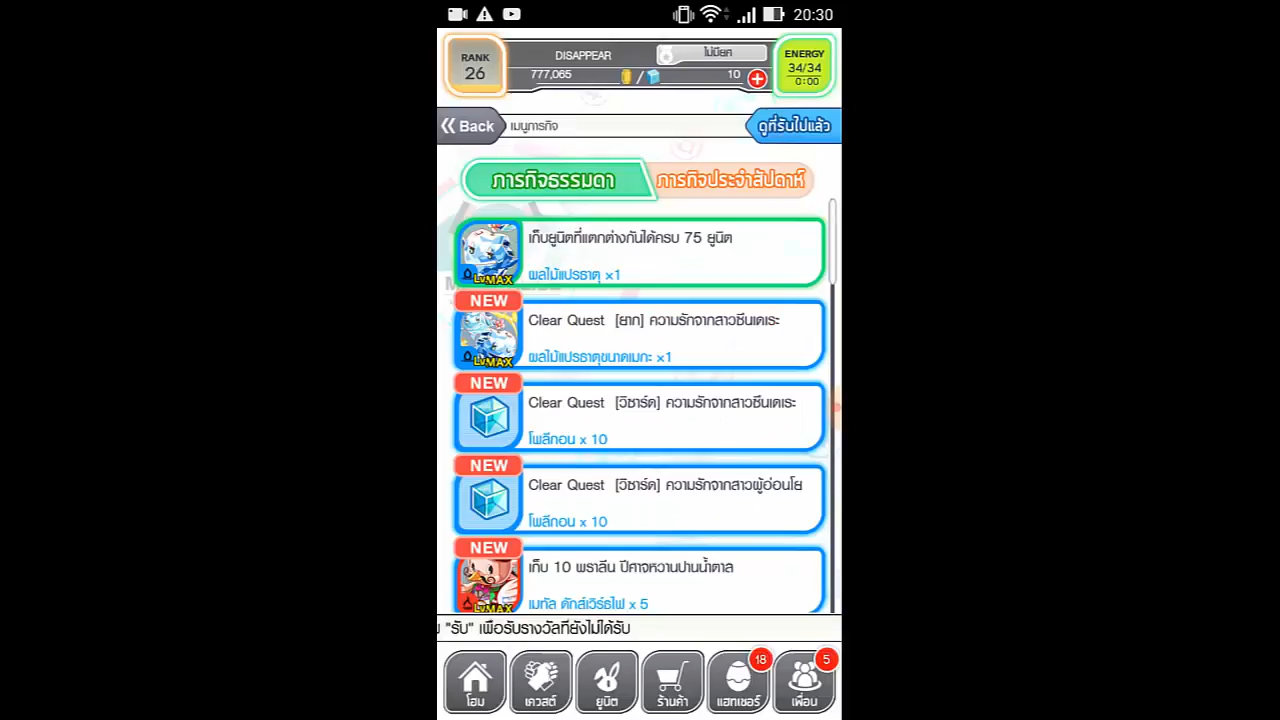 20:30
RANK
26
DISAPPEAR
ไม่มียศ
777,065 / 10
ENERGY
34/34
0:00
Back
เมนูภารกิจ
ดูที่รับไปแล้ว
ภารกิจธรรมดา
ภารกิจประจำสัปดาห์
เก็บยูนิตที่แตกต่างกันได้ครบ 75 ยูนิต
ผลไม้แปรธาตุ ×1
Lv.MAX
NEW
Clear Quest [ยาก] ความรักจากสาวซึนเดเระ
ผลไม้แปรธาตุขนาดเมกะ ×1
Lv.MAX
NEW
Clear Quest [วิซาร์ด] ความรักจากสาวซึนเดเระ
โพลีกอน x 10
NEW
Clear Quest [วิซาร์ด] ความรักจากสาวผู้อ่อนโย
โพลีกอน x 10
NEW
เก็บ 10 พราลีน ปีศาจหวานปานน้ำตาล
เมทัล ดักส์เวิร์ธไฟ x 5
Lv.MAX
"รับ" เพื่อรับรางวัลที่ยังไม่ได้รับ
18
5
โฮม
เควสต์
ยูนิต
ร้านค้า
แฮทเชอร์
เพื่อน